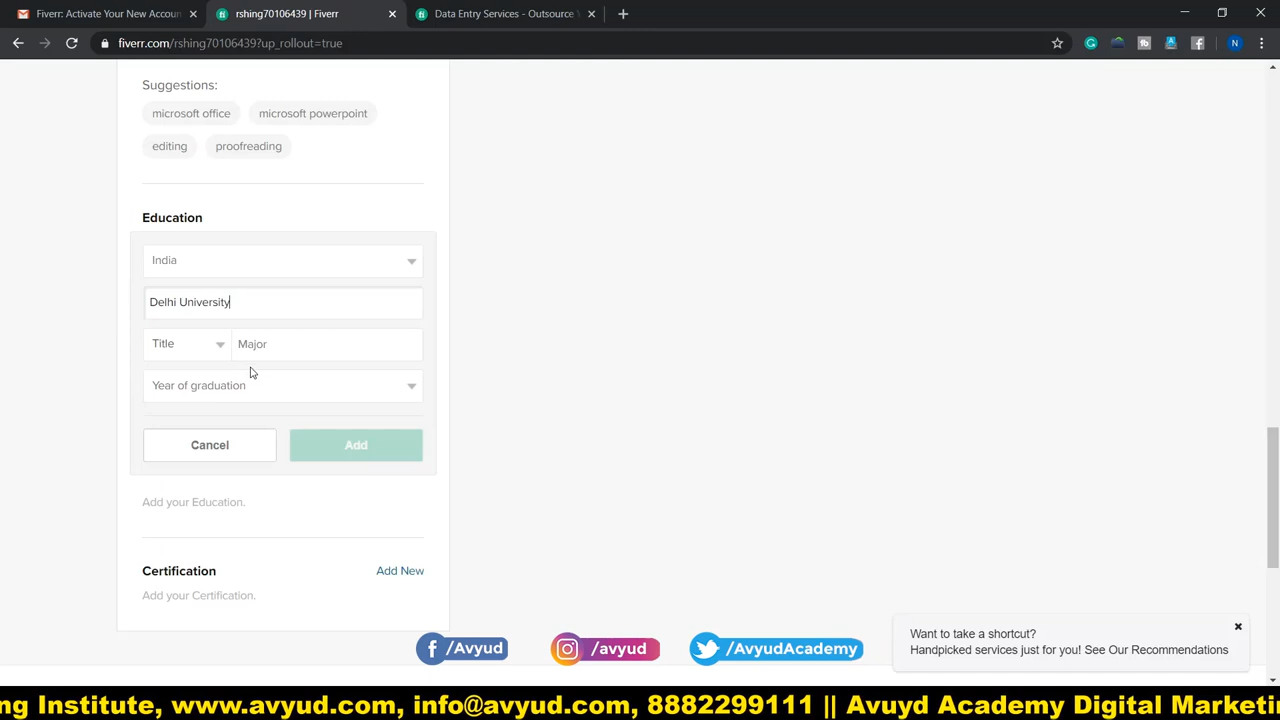 Fiverr: Activate Your New Accoun
rshing70106439 | Fiverr
Data Entry Services - Outsource Y
fiverr.com/rshing70106439?up_rollout=true
N
Suggestions:
microsoft office
microsoft powerpoint
editing
proofreading
Education
India
Delhi University
Title
Major
Year of graduation
Cancel
Add
Add your Education.
Certification
Add New
Add your Certification.
/Avyud
/avyud
/AvyudAcademy
Want to take a shortcut?
Handpicked services just for you! See Our Recommendations
ng Institute, www.avyud.com, info@avyud.com, 8882299111 || Avuyd Academy Digital Marketi